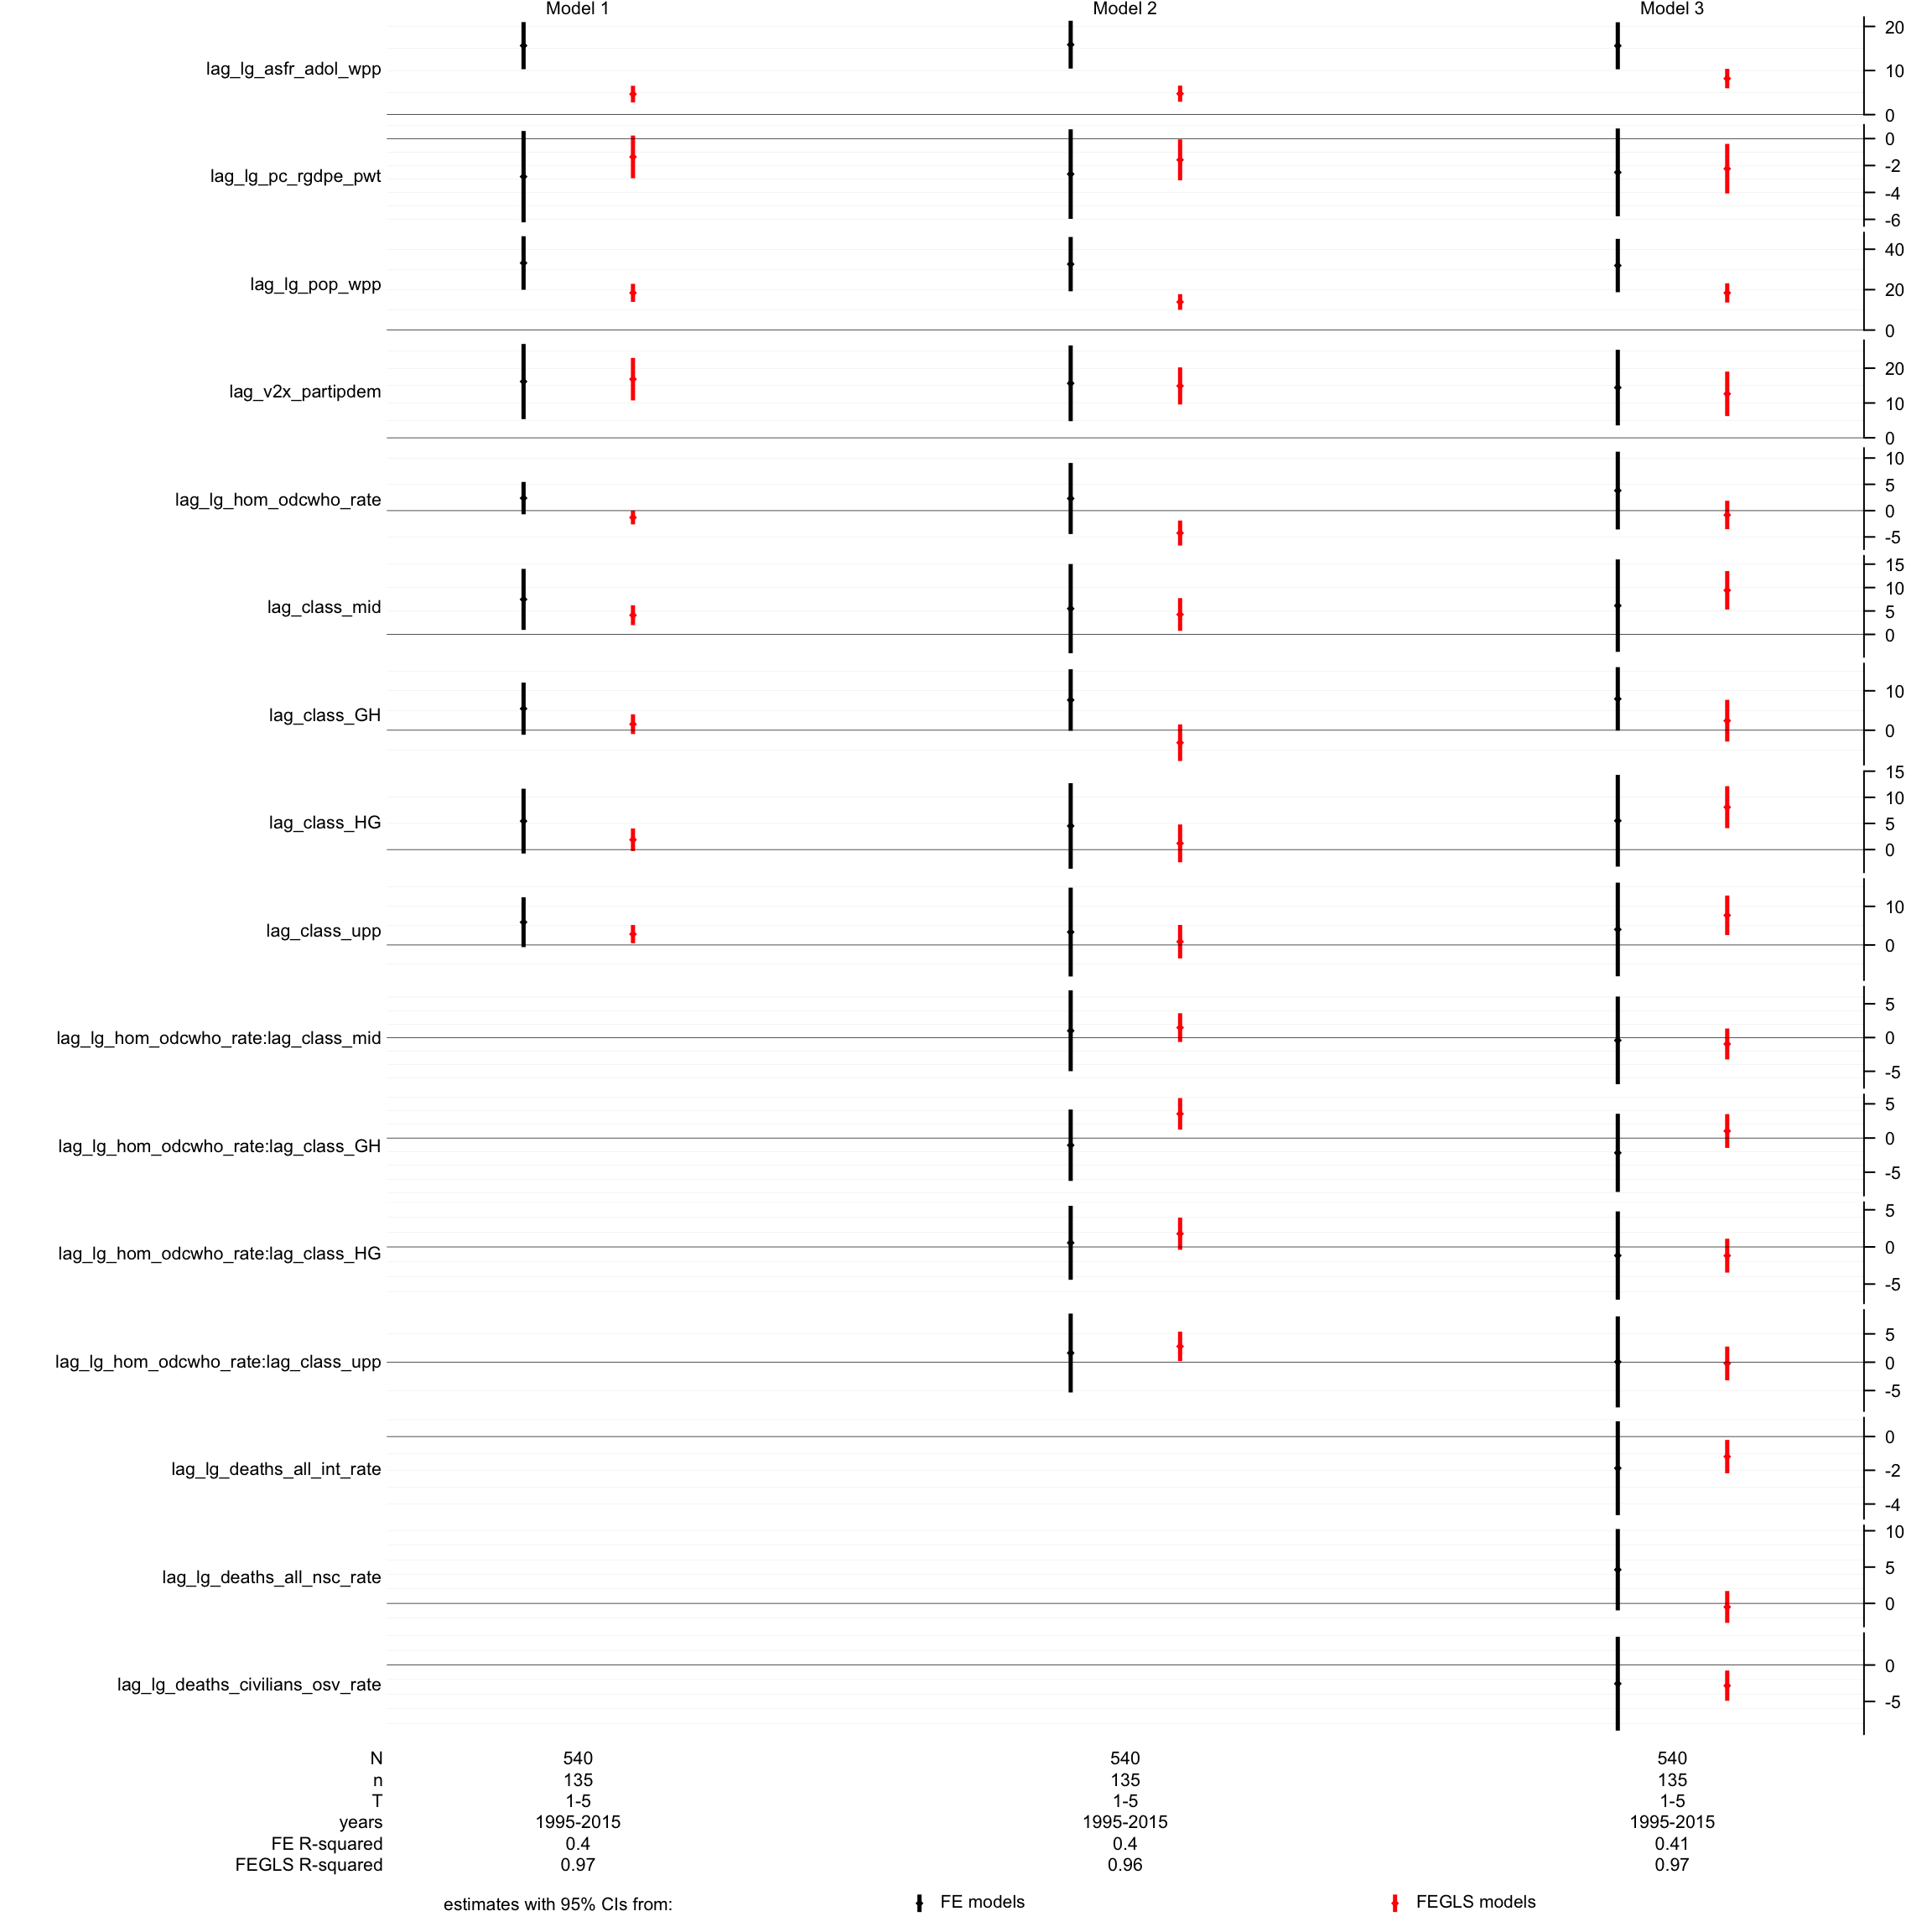 Model 1 Model 2 Model 3
lag_lg_asfr_adol_wpp 20 10 0
lag_lg_pc_rgdpe_pwt 0 -2 -4 -6
lag_lg_pop_wpp 40 20 0
lag_v2x_partipdem 20 10 0
lag_lg_hom_odcwho_rate 10 5 0 -5
lag_class_mid 15 10 5 0
lag_class_GH 10 0
lag_class_HG 15 10 5 0
lag_class_upp 10 0
lag_lg_hom_odcwho_rate:lag_class_mid 5 0 -5
lag_lg_hom_odcwho_rate:lag_class_GH 5 0 -5
lag_lg_hom_odcwho_rate:lag_class_HG 5 0 -5
lag_lg_hom_odcwho_rate:lag_class_upp 5 0 -5
lag_lg_deaths_all_int_rate 0 -2 -4
lag_lg_deaths_all_nsc_rate 10 5 0
lag_lg_deaths_civilians_osv_rate 0 -5
N 540 540 540
n 135 135 135
T 1-5 1-5 1-5
years 1995-2015 1995-2015 1995-2015
FE R-squared 0.4 0.4 0.41
FEGLS R-squared 0.97 0.96 0.97
estimates with 95% CIs from: FE models FEGLS models